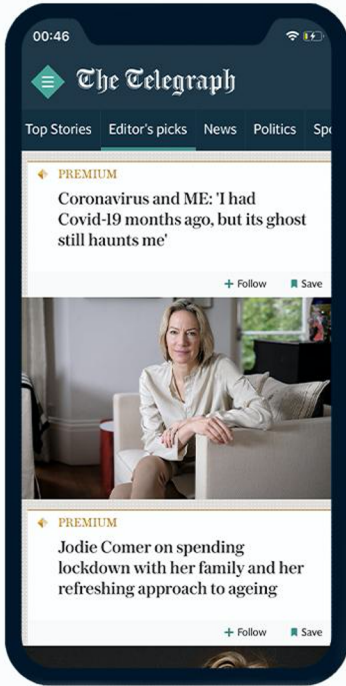 00:46
The Telegraph
Top Stories Editor's picks News Politics Spo
PREMIUM
Coronavirus and ME: 'I had
Covid-19 months ago, but its ghost
still haunts me'
+ Follow Save
PREMIUM
Jodie Comer on spending
lockdown with her family and her
refreshing approach to ageing
+ Follow Save